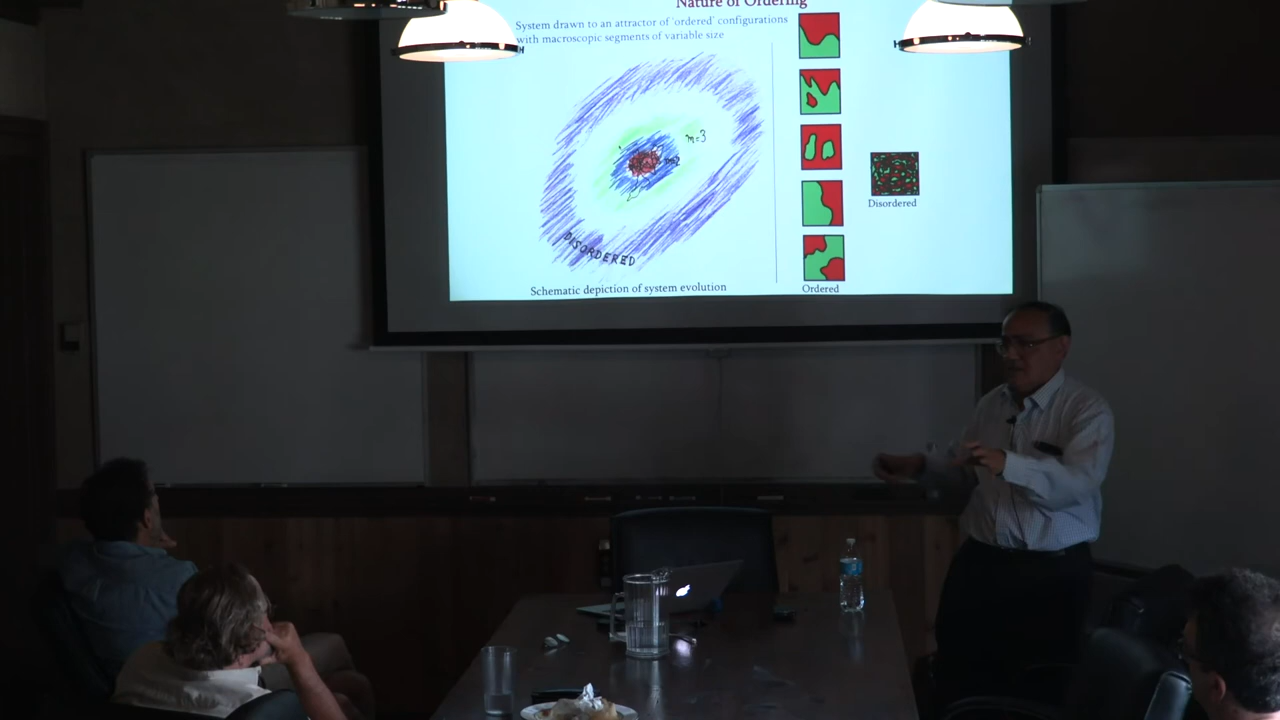 Nature of Ordering
System drawn to an attractor of 'ordered' configurations
with macroscopic segments of variable size
m=3
m=2
DISORDERED
Disordered
Schematic depiction of system evolution
Ordered